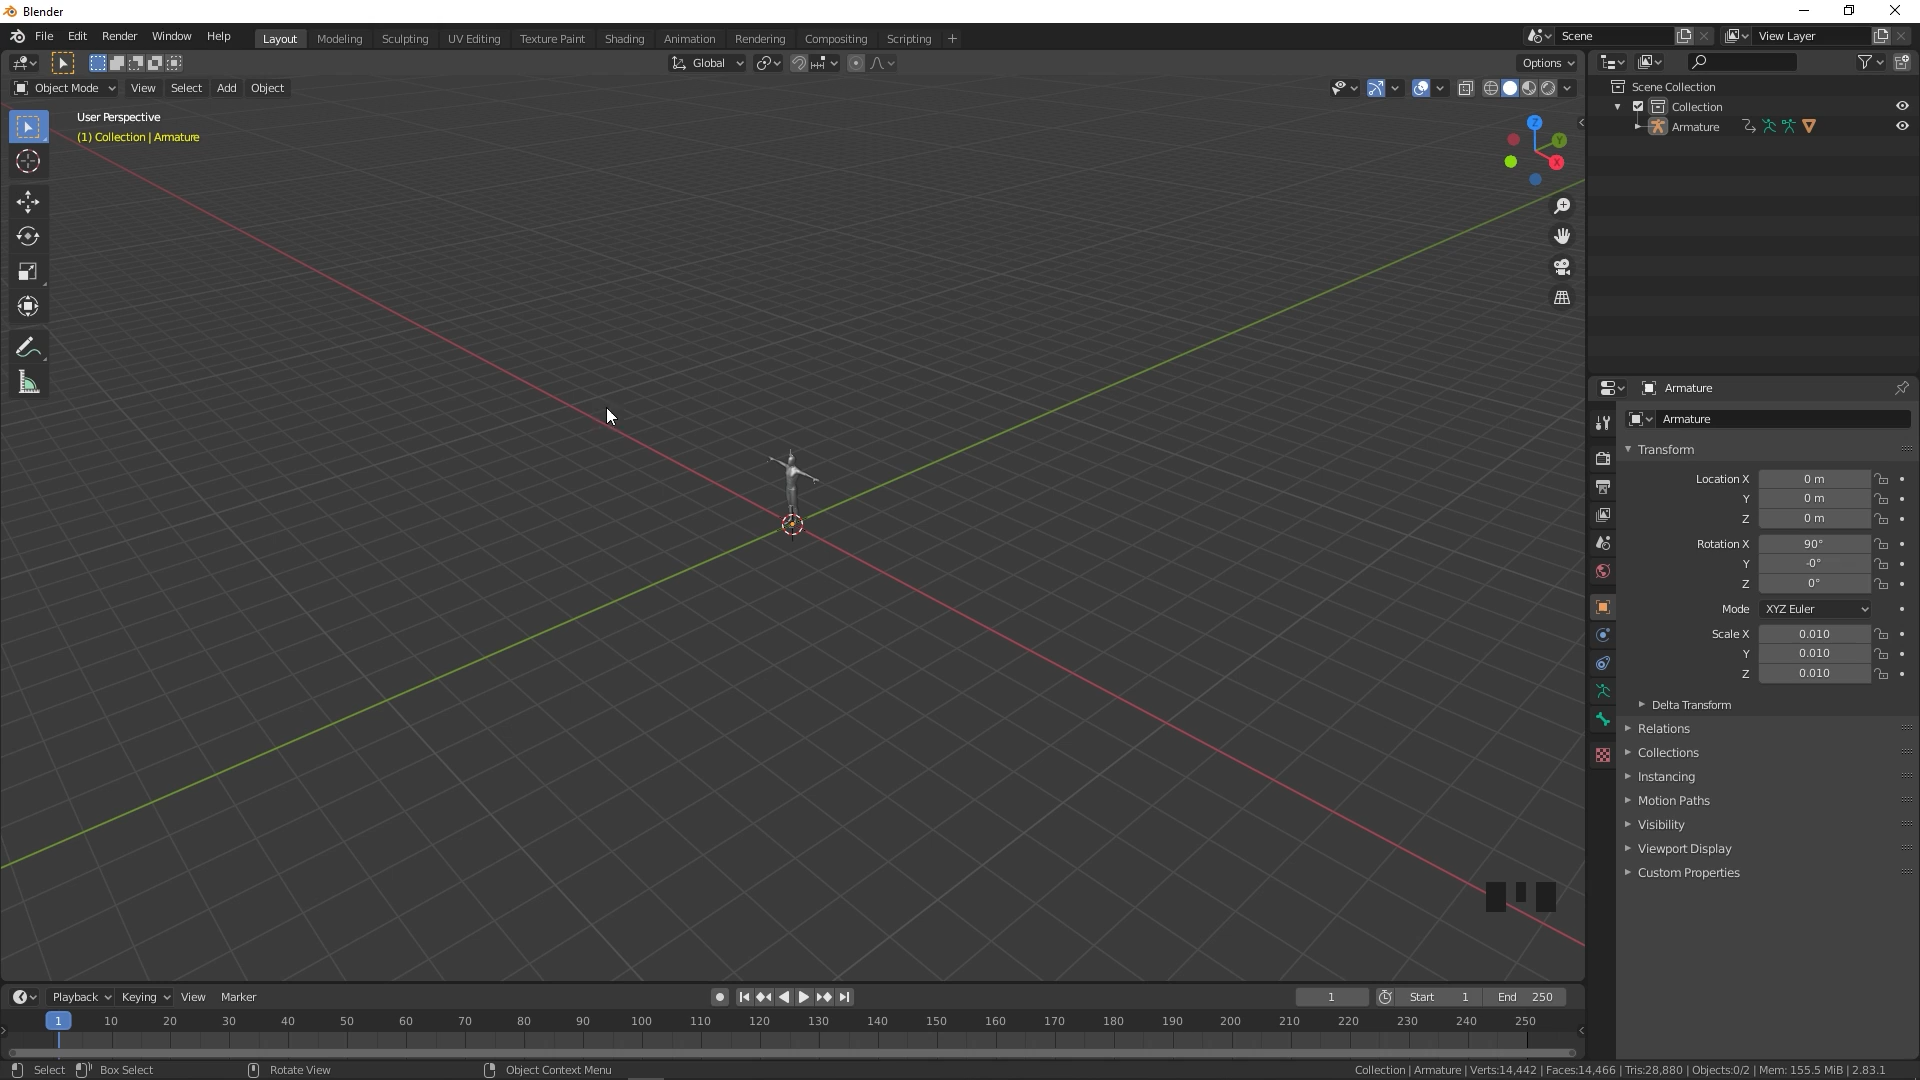 Blender
File Edit Render Window Help Layout Modeling Sculpting UV Editing Texture Paint Shading Animation Rendering Compositing Scripting + Scene View Layer
Global Options
Object Mode View Select Add Object
User Perspective
(1) Collection | Armature
Z
Y
X
Scene Collection
Collection
Armature
Armature
Armature
Transform
Location X 0 m
Y 0 m
Z 0 m
Rotation X 90°
Y -0°
Z 0°
Mode XYZ Euler
Scale X 0.010
Y 0.010
Z 0.010
Delta Transform
Relations
Collections
Instancing
Motion Paths
Visibility
Viewport Display
Custom Properties
Playback Keying View Marker 1 Start 1 End 250
1 10 20 30 40 50 60 70 80 90 100 110 120 130 140 150 160 170 180 190 200 210 220 230 240 250
Select Box Select Rotate View Object Context Menu Collection | Armature | Verts:14,442 | Faces:14,466 | Tris:28,880 | Objects:0/2 | Mem: 155.5 MiB | 2.83.1